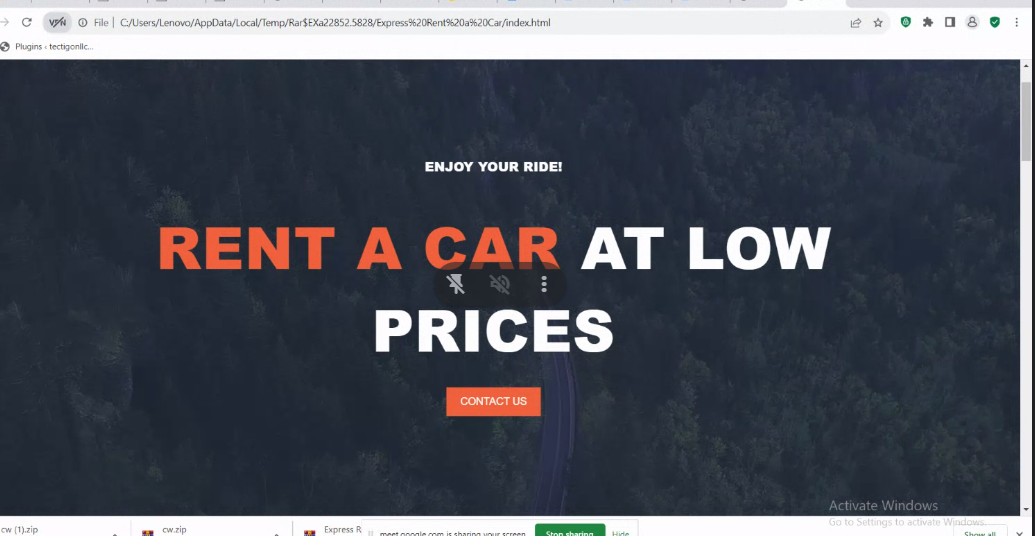 VPN File C:/Users/Lenovo/AppData/Local/Temp/Rar$EXa22852.5828/Express%20Rent%20a%20Car/index.html
Plugins ‹ tectigonllc...
ENJOY YOUR RIDE!
RENT A CAR AT LOW
PRICES
CONTACT US
Activate Windows
Go to Settings to activate Windows.
cw (1).zip
cw.zip
Express R
meet.google.com is sharing your screen.
Stop sharing
Hide
Show all